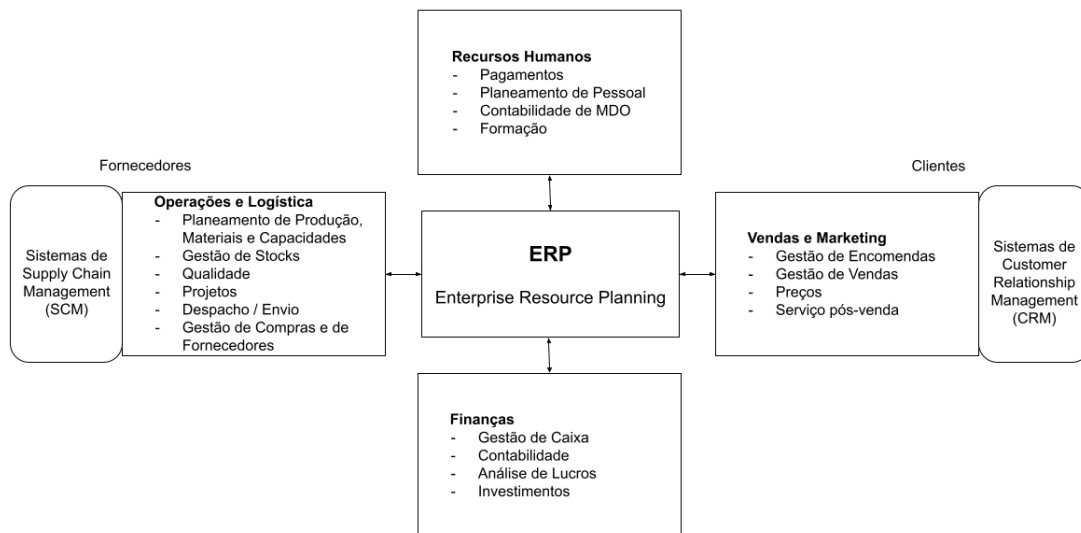 Recursos Humanos
- Pagamentos
- Planeamento de Pessoal
- Contabilidade de MDO
- Formação
Fornecedores
Sistemas de
Supply Chain
Management
(SCM)
Operações e Logística
- Planeamento de Produção,
Materiais e Capacidades
- Gestão de Stocks
- Qualidade
- Projetos
- Despacho / Envio
- Gestão de Compras e de
Fornecedores
ERP
Enterprise Resource Planning
Clientes
Vendas e Marketing
- Gestão de Encomendas
- Gestão de Vendas
- Preços
- Serviço pós-venda
Sistemas de
Customer
Relationship
Management
(CRM)
Finanças
- Gestão de Caixa
- Contabilidade
- Análise de Lucros
- Investimentos